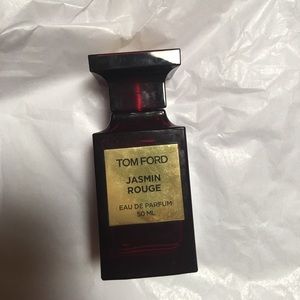 TOM FORD
JASMIN
ROUGE
EAU DE PARFUM
50 ML